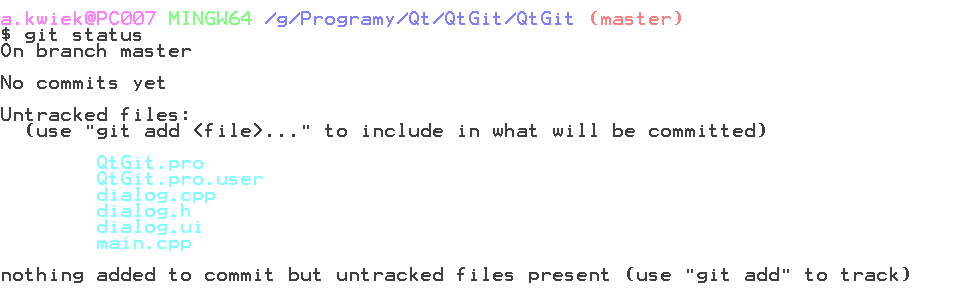 a.kwiek@PC007 MINGW64 /g/Programy/Qt/QtGit/QtGit (master)
$ git status
On branch master
No commits yet
Untracked files:
(use "git add <file>..." to include in what will be committed)
QtGit.pro
QtGit.pro.user
dialog.cpp
dialog.h
dialog.ui
main.cpp
nothing added to commit but untracked files present (use "git add" to track)